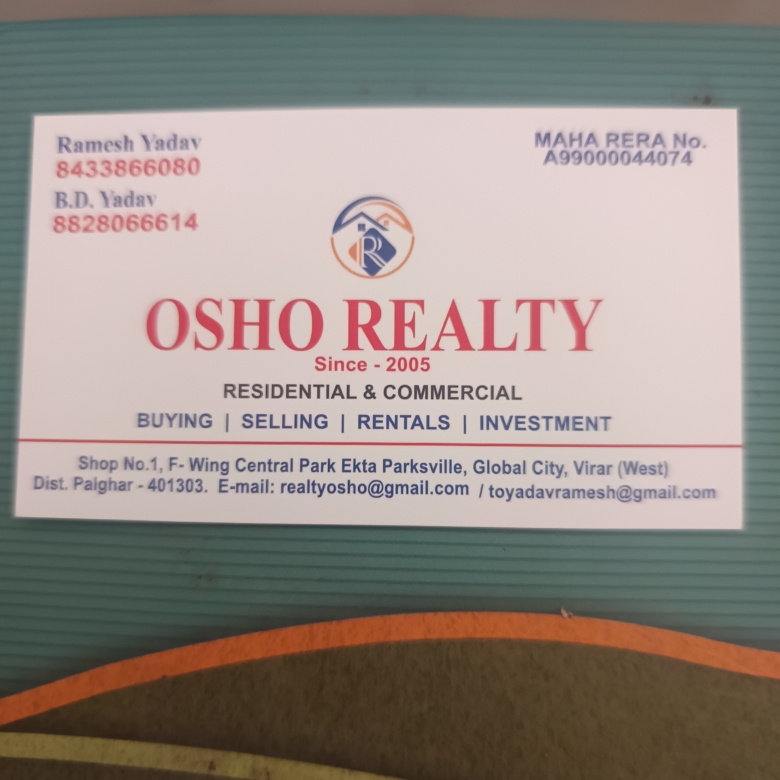 Ramesh Yadav
8433866080
B.D. Yadav
8828066614
MAHA RERA No.
A99000044074
R
OSHO REALTY
Since - 2005
RESIDENTIAL & COMMERCIAL
BUYING | SELLING | RENTALS | INVESTMENT
Shop No.1, F- Wing Central Park Ekta Parksville, Global City, Virar (West)
Dist. Palghar - 401303. E-mail: realtyosho@gmail.com / toyadavramesh@gmail.com